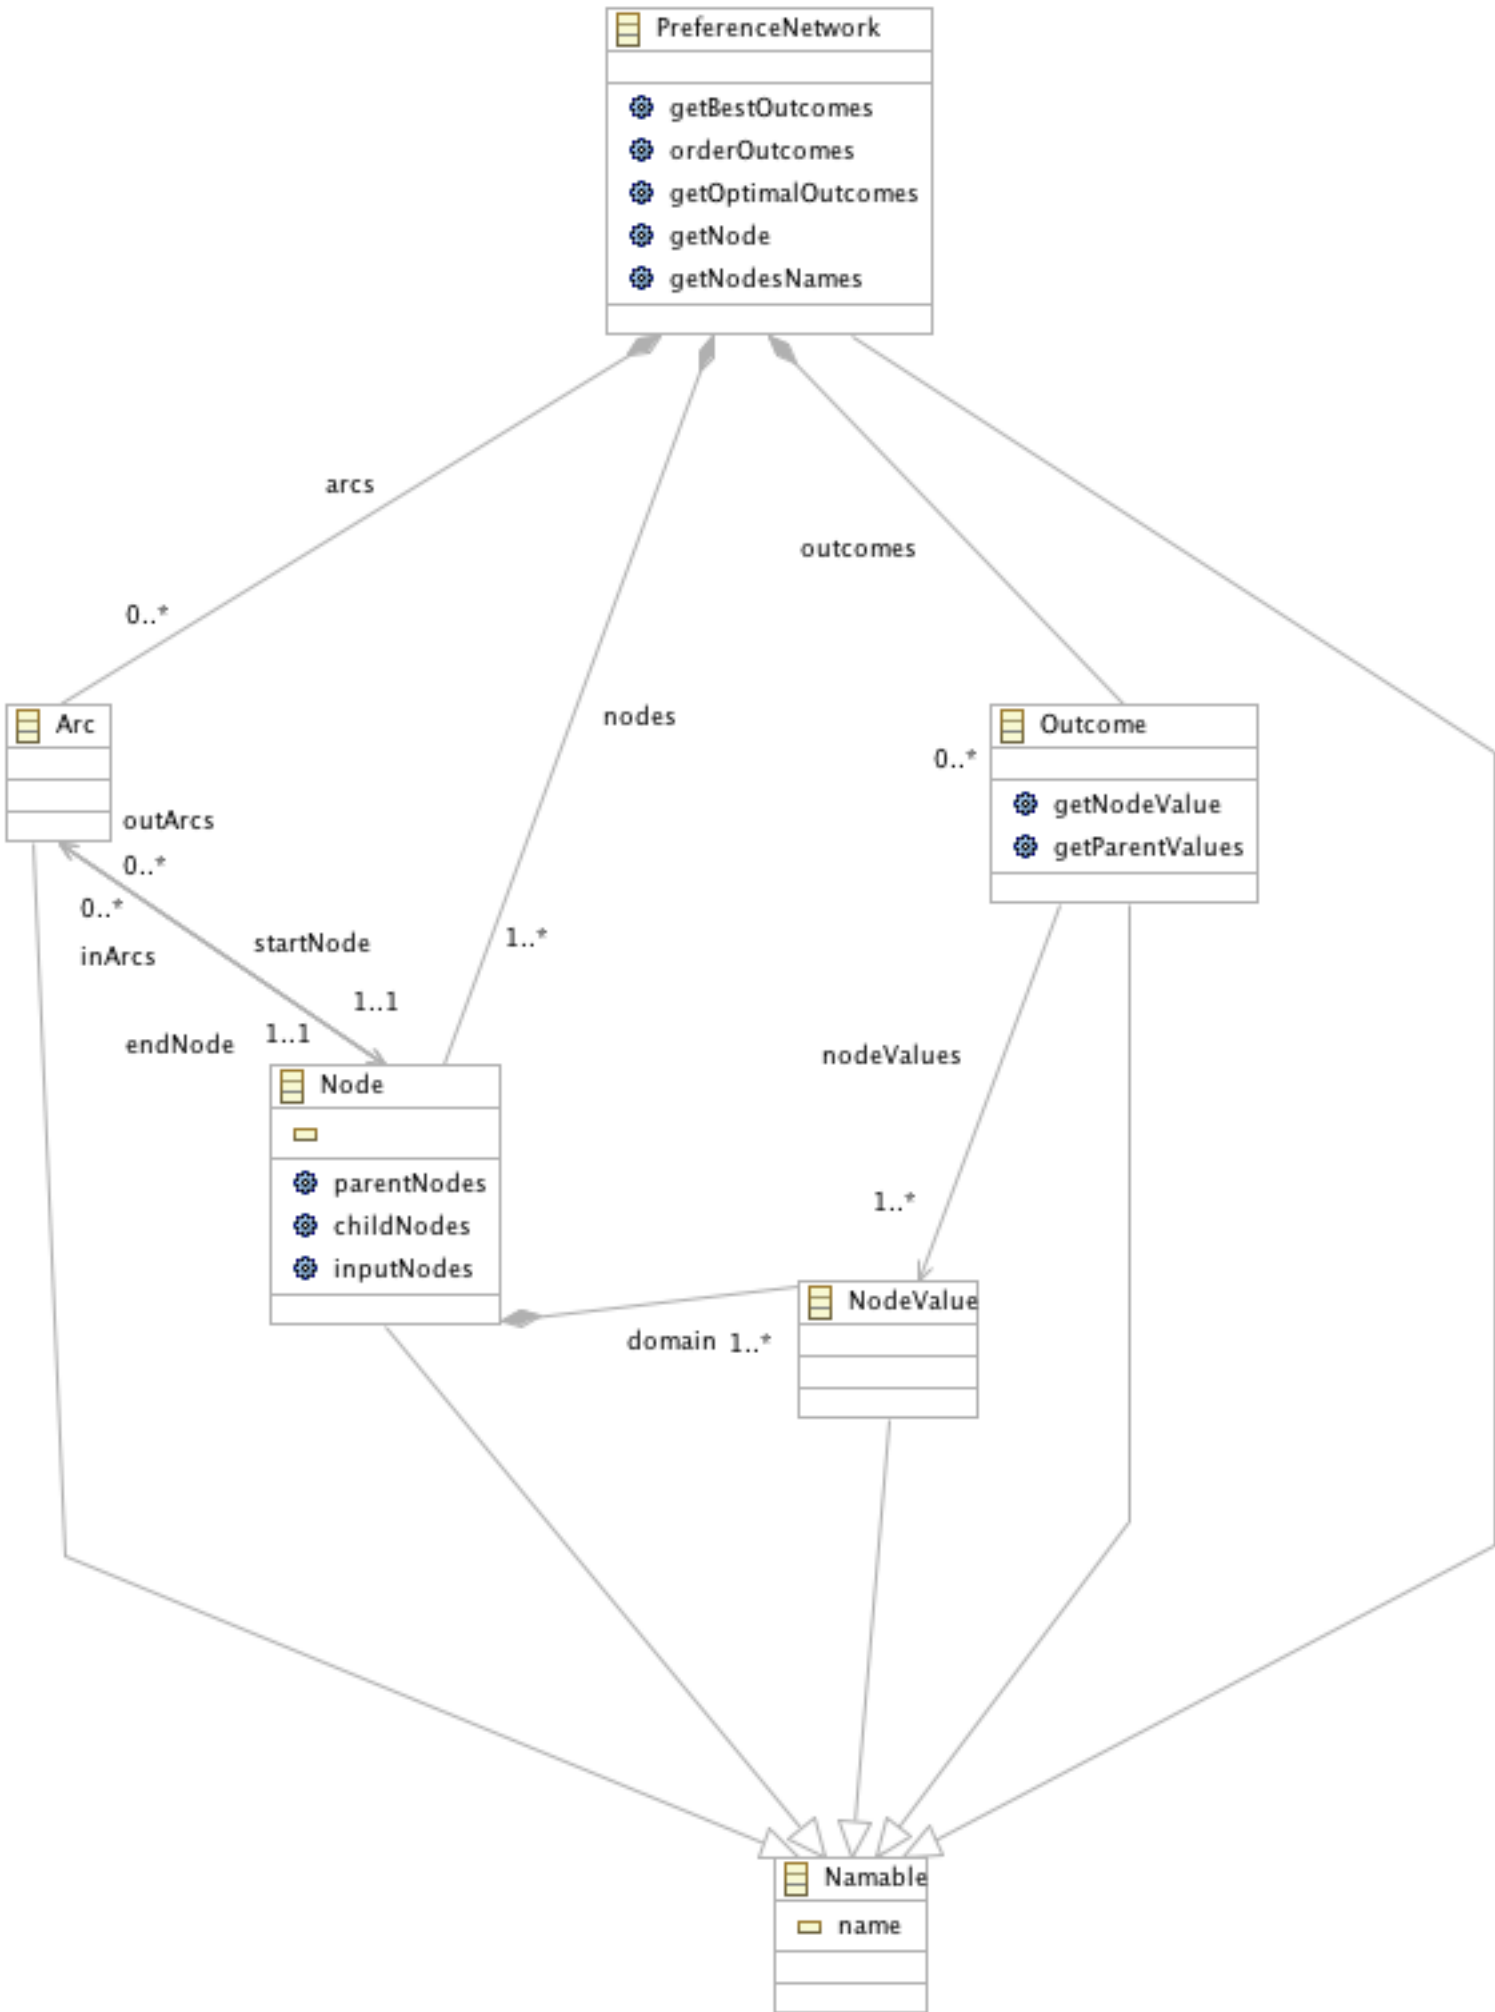 PreferenceNetwork
getBestOutcomes
orderOutcomes
getOptimalOutcomes
getNode
getNodesNames
arcs
outcomes
0..*
nodes
Arc
Outcome
0..*
getNodeValue
outArcs
getParentValues
0..*
0..*
startNode
1..*
inArcs
1..1
1..1
endNode
nodeValues
Node
parentNodes
1..*
childNodes
inputNodes
NodeValue
domain 1..*
Namable
name